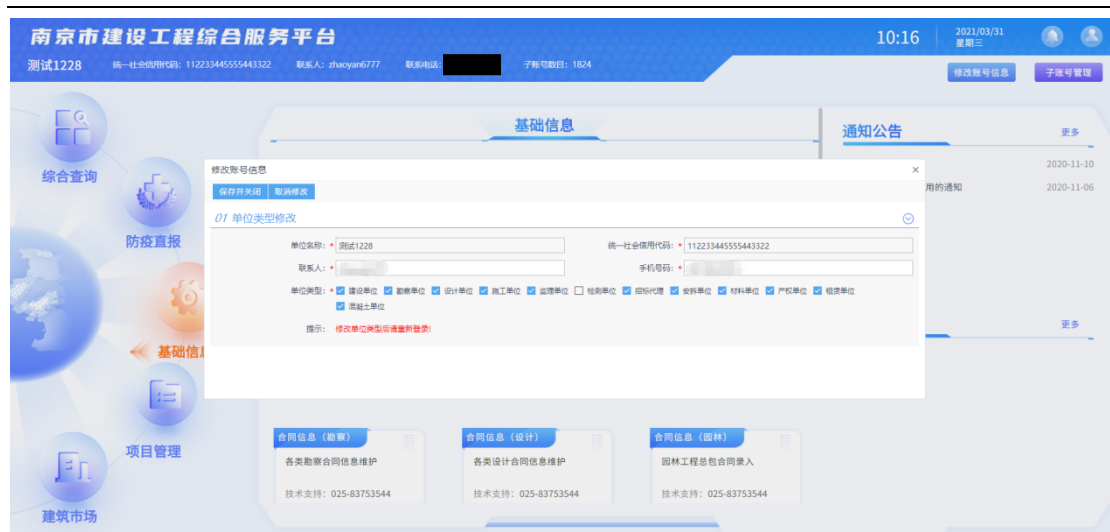 南京市建设工程综合服务平台
10:16
2021/03/31
星期三
测试1228 统一社会信用代码: 112233445555443322 联系人: zhaoyan6777 联系电话: 子账号数目: 1824
修改账号信息 子账号管理
基础信息
通知公告 更多
综合查询
2020-11-10
用的通知 2020-11-06
防疫直报
修改账号信息 ×
保存并关闭 取消修改
01 单位类型修改
单位名称: * 测试1228 统一社会信用代码: * 112233445555443322
联系人: * 手机号码: *
单位类型: * 建设单位 勘察单位 设计单位 施工单位 监理单位 检测单位 招标代理 安拆单位 材料单位 产权单位 租赁单位
混凝土单位
提示: 修改单位类型后请重新登录!
更多
基础信息
项目管理
合同信息（勘察） 合同信息（设计） 合同信息（园林）
各类勘察合同信息维护 各类设计合同信息维护 园林工程总包合同录入
技术支持: 025-83753544 技术支持: 025-83753544 技术支持: 025-83753544
建筑市场